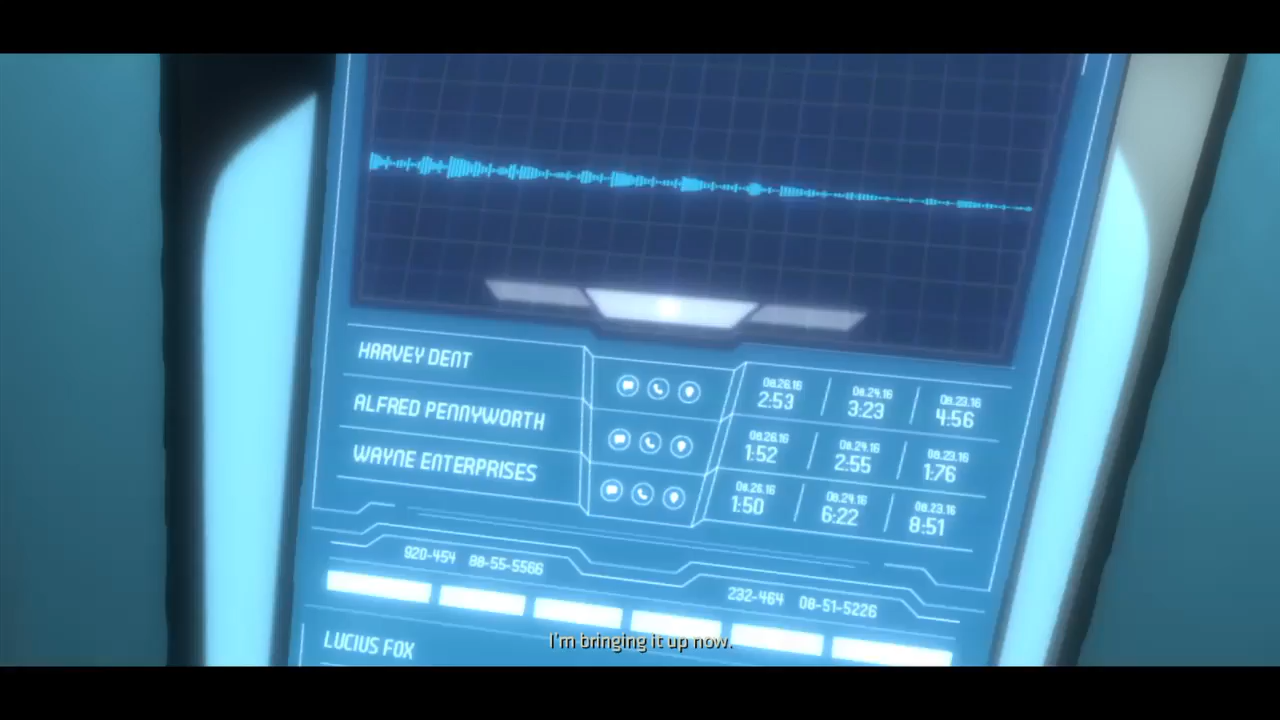 HARVEY DENT 08.26.16 2:53 08.24.16 3:23 08.23.16 4:56
ALFRED PENNYWORTH 08.26.16 1:52 08.24.16 2:55 08.23.16 1:76
WAYNE ENTERPRISES 08.26.16 1:50 08.24.16 6:22 08.23.16 8:51
920-454 88-55-5566 232-464 08-51-5226
LUCIUS FOX
I'm bringing it up now.